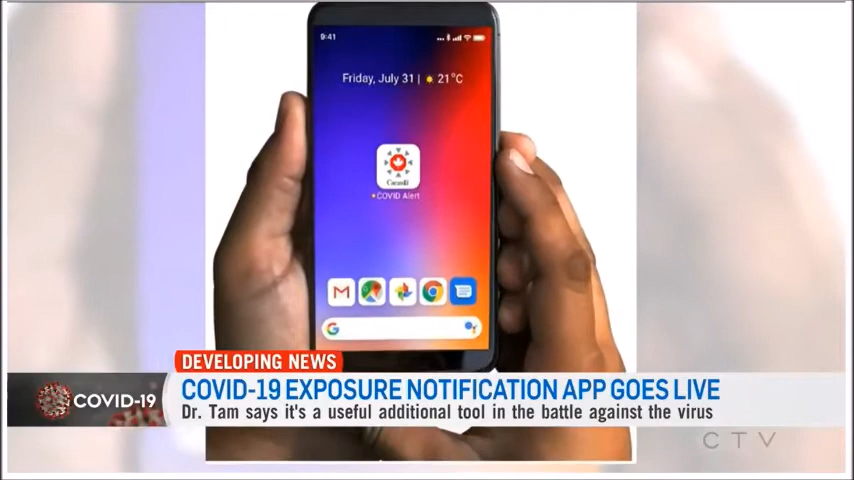 9:41
Friday, July 31 | 21°C
Canada
COVID Alert
DEVELOPING NEWS
COVID-19
COVID-19 EXPOSURE NOTIFICATION APP GOES LIVE
Dr. Tam says it's a useful additional tool in the battle against the virus
CTV